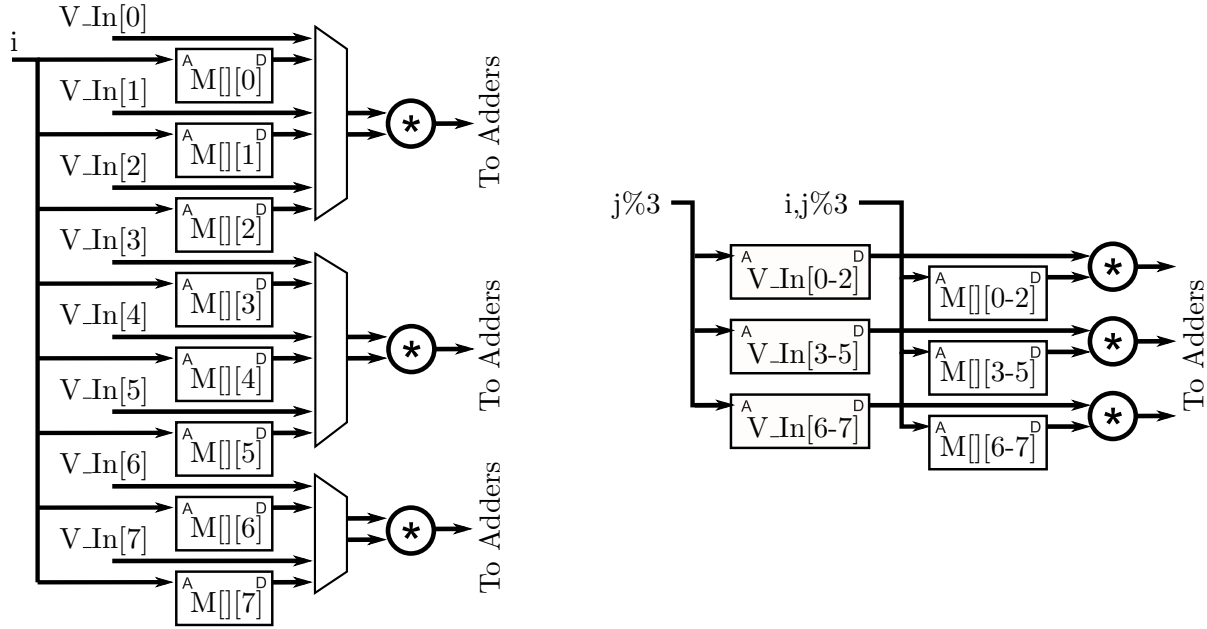 V_In[0]
i
A D
M[][0]
V_In[1]
A D
M[][1]
V_In[2]
A D
M[][2]
V_In[3]
A D
M[][3]
V_In[4]
A D
M[][4]
V_In[5]
A D
M[][5]
V_In[6]
A D
M[][6]
V_In[7]
A D
M[][7]
*
To Adders
*
To Adders
*
To Adders
j%3
i,j%3
A D
V_In[0-2]
A D
M[][0-2]
*
A D
V_In[3-5]
A D
M[][3-5]
*
A D
V_In[6-7]
A D
M[][6-7]
*
To Adders